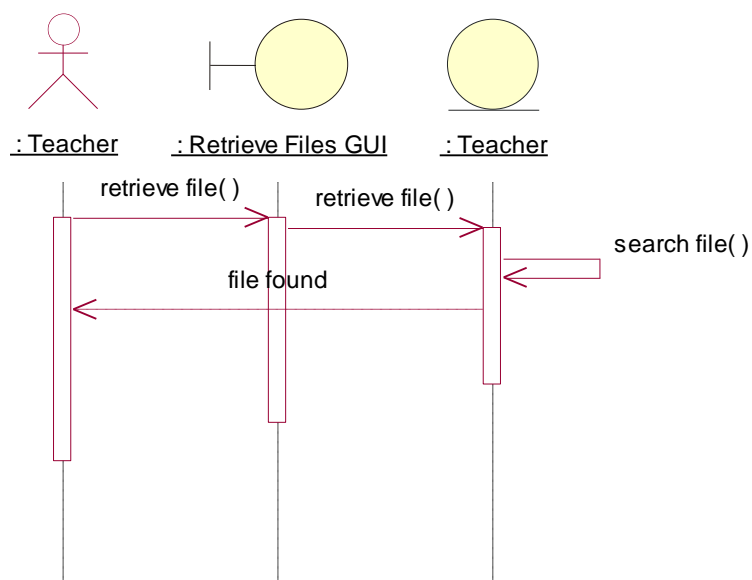 : Teacher
: Retrieve Files GUI
: Teacher
retrieve file( )
retrieve file( )
search file( )
file found